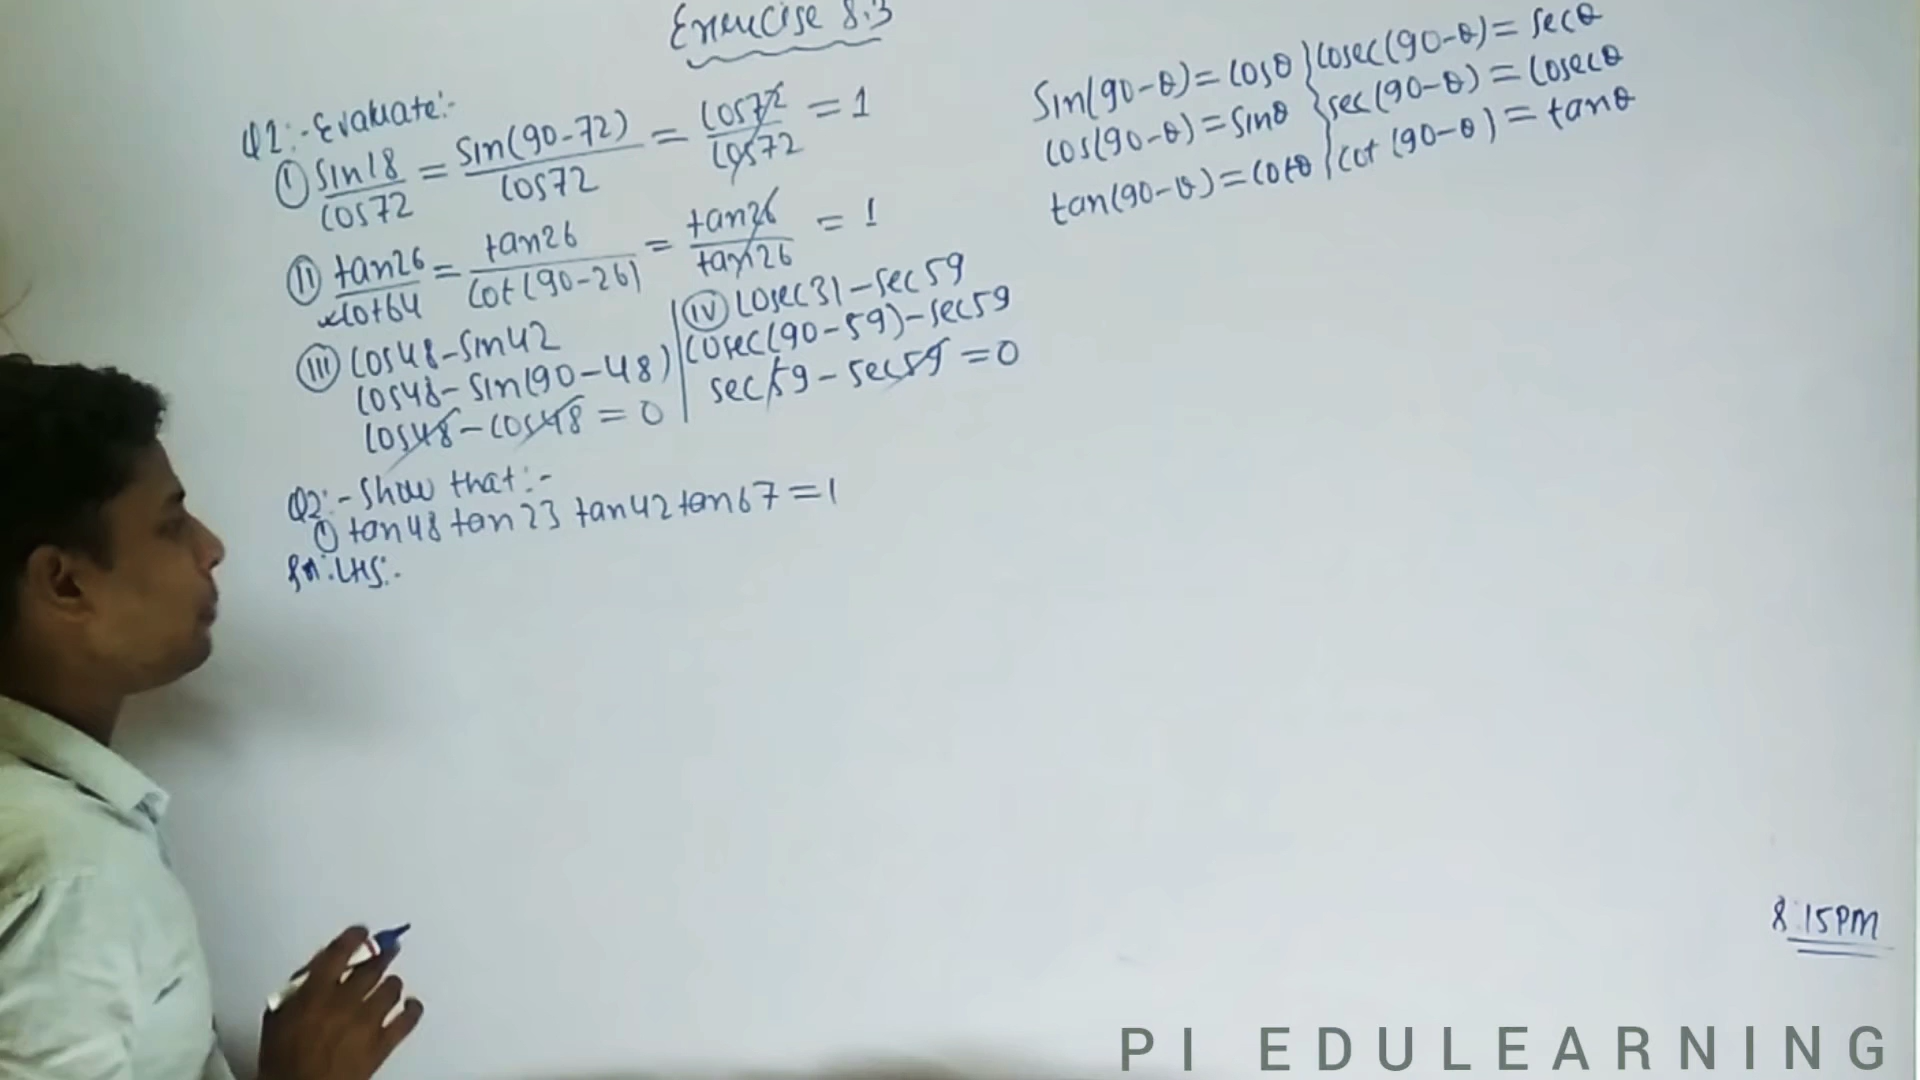 Exercise 8.3
Q1:- Evaluate:-
(i) sin18/cos72 = sin(90-72)/cos72 = cos72/cos72 = 1
(ii) tan26/cot64 = tan26/cot(90-26) = tan26/tan26 = 1
(iii) cos48-sin42
cos48-sin(90-48)
cos48-cos48 = 0
(iv) cosec31-sec59
cosec(90-59)-sec59
sec59-sec59 = 0
Q2:- Show that:-
(i) tan48 tan23 tan42 tan67 = 1
LHS:-
sin(90-θ)=cosθ } cosec(90-θ)=secθ
cos(90-θ)=sinθ } sec(90-θ)=cosecθ
tan(90-θ)=cotθ } cot(90-θ)=tanθ
8:15PM
PI EDULEARNING